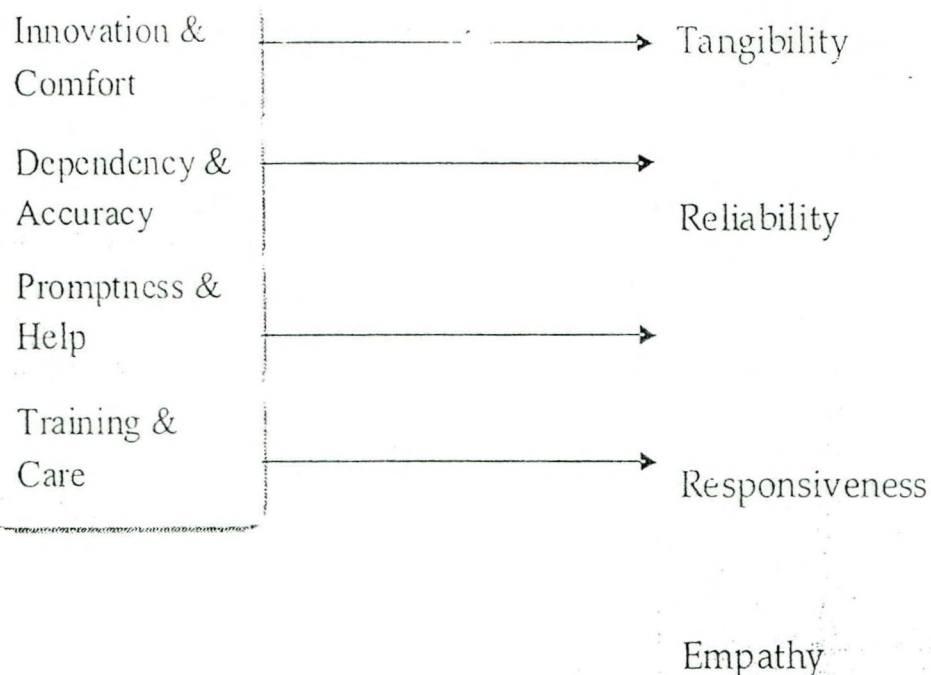 Innovation &
Comfort
Tangibility
Dependency &
Accuracy
Reliability
Promptness &
Help
Training &
Care
Responsiveness
Empathy